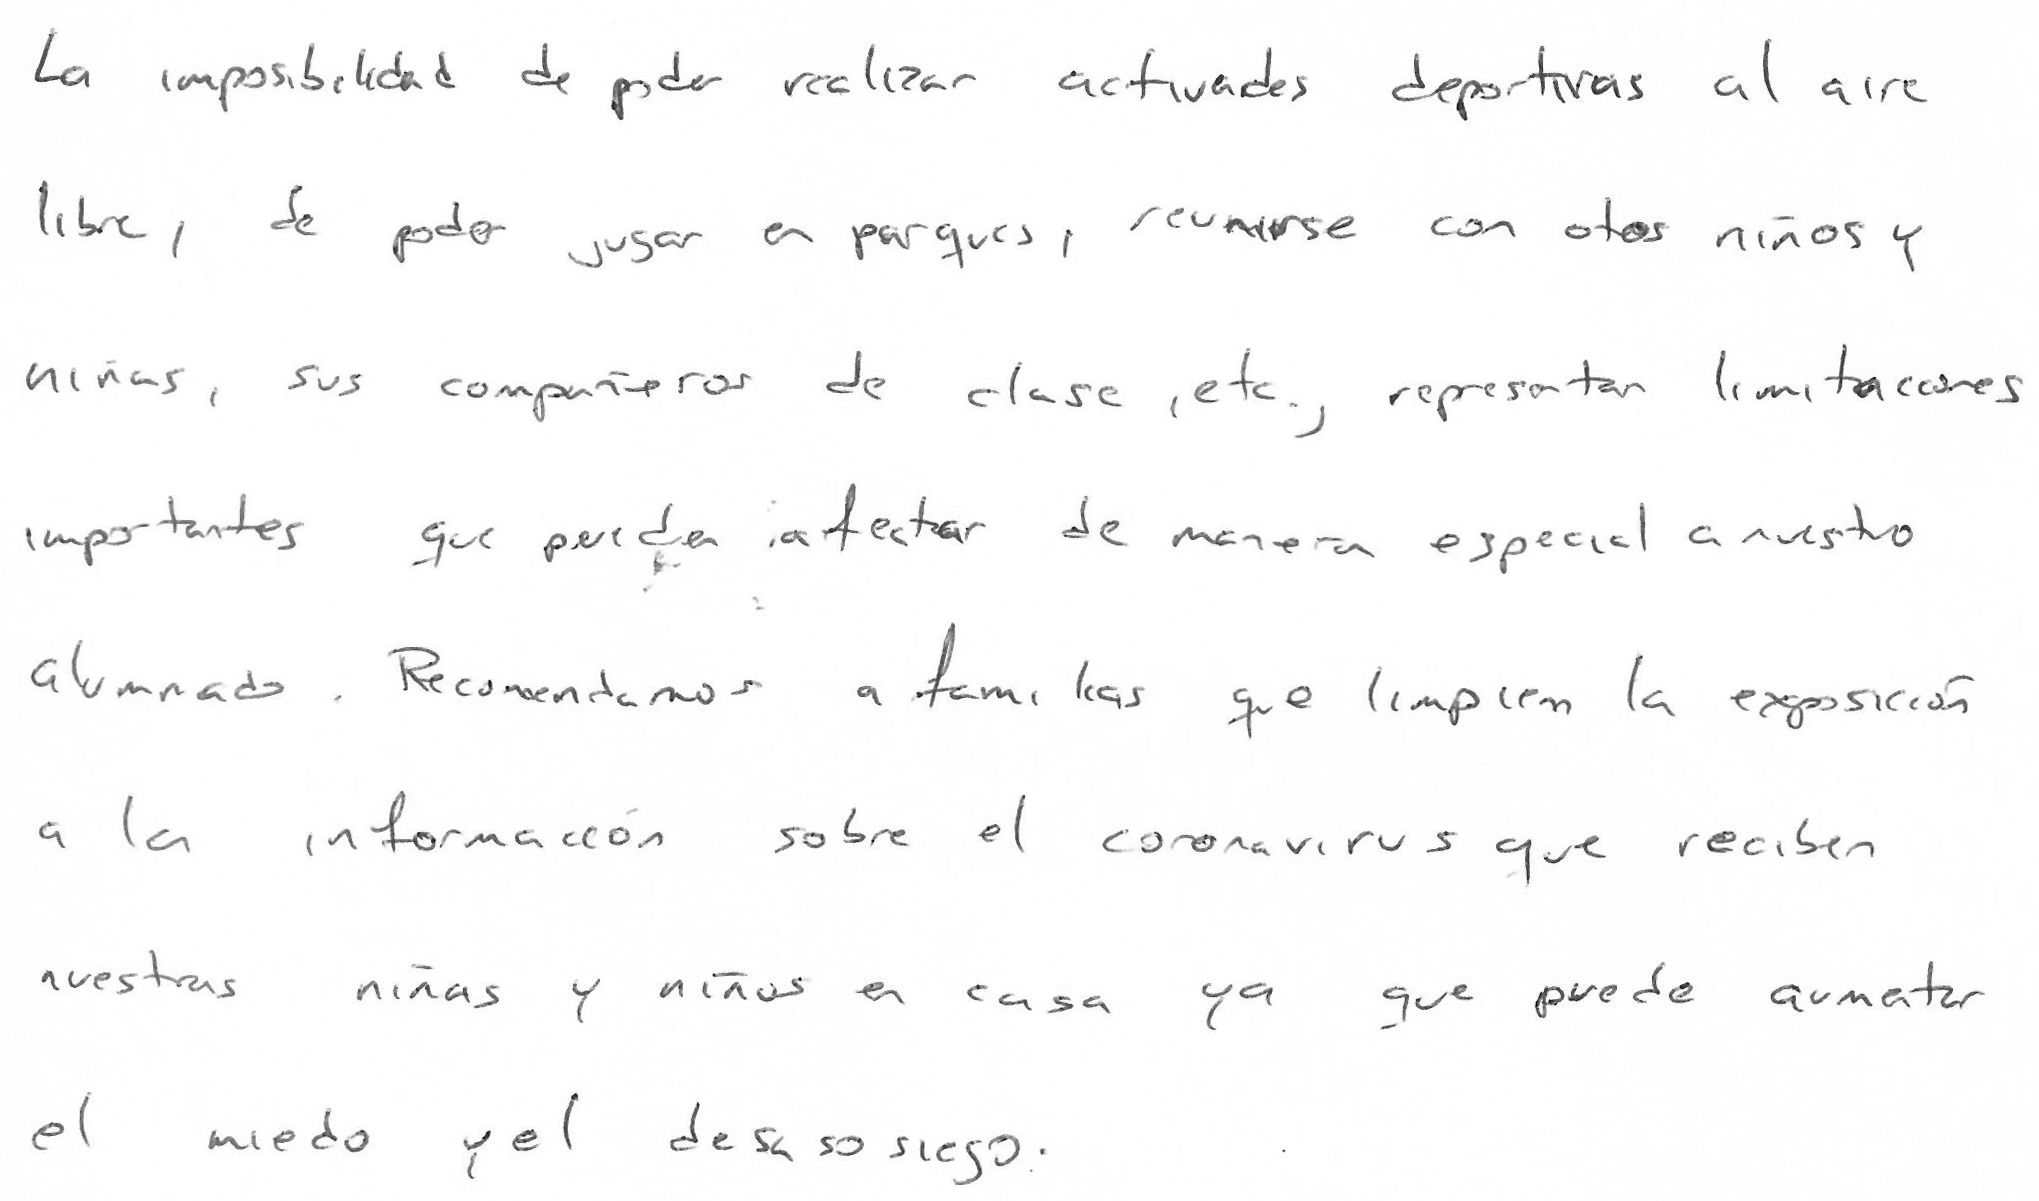 La imposibilidad de poder realizar activades deportivas al aire
libre, de poder jugar en parques, reunirse con otos niños y
niñas, sus compañeros de clase, etc., representan limitaciones
importantes que pueden afectar de manera especial a nuestro
alumnado. Recomendamos a familias que limpien la exposición
a la información sobre el coronavirus que reciben
nuestras niñas y niños en casa ya que puede aumentar
el miedo y el desasosiego.